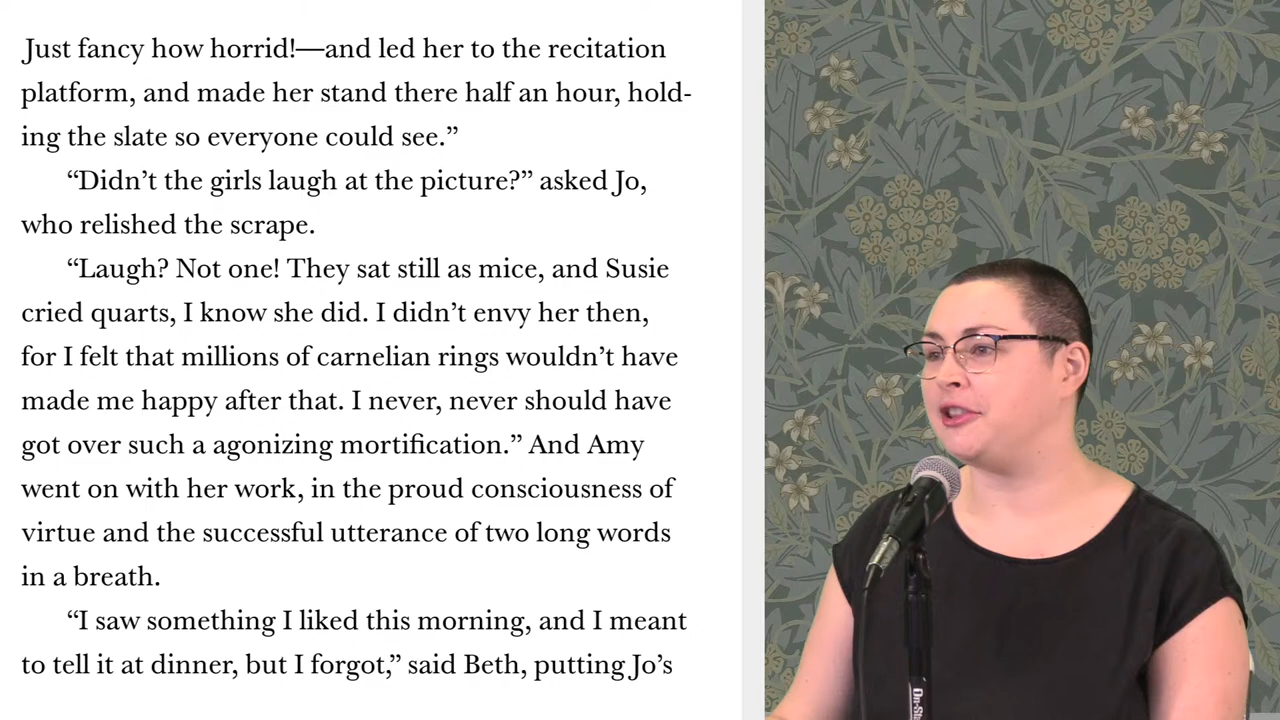 Just fancy how horrid!—and led her to the recitation
platform, and made her stand there half an hour, hold-
ing the slate so everyone could see.”
“Didn’t the girls laugh at the picture?” asked Jo,
who relished the scrape.
“Laugh? Not one! They sat still as mice, and Susie
cried quarts, I know she did. I didn’t envy her then,
for I felt that millions of carnelian rings wouldn’t have
made me happy after that. I never, never should have
got over such a agonizing mortification.” And Amy
went on with her work, in the proud consciousness of
virtue and the successful utterance of two long words
in a breath.
“I saw something I liked this morning, and I meant
to tell it at dinner, but I forgot,” said Beth, putting Jo’s